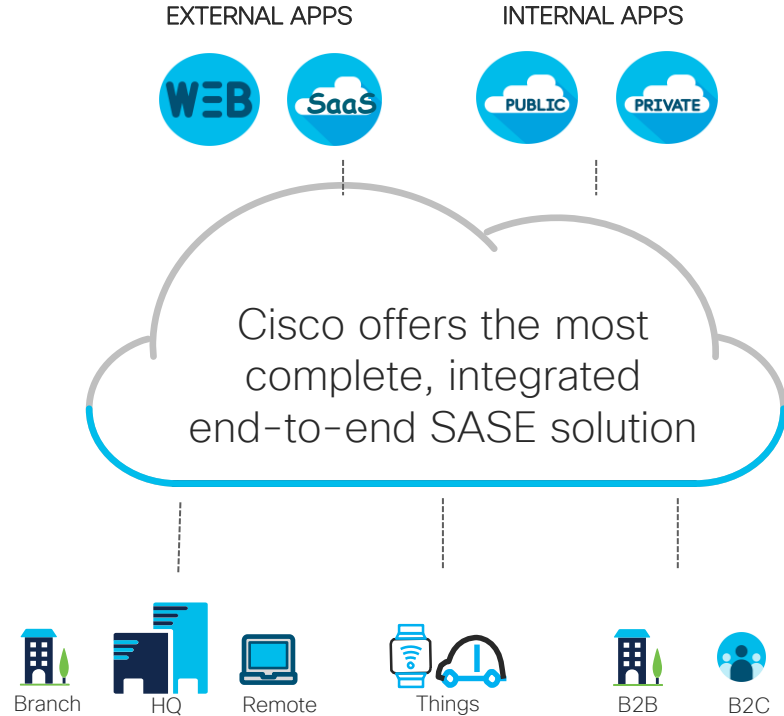 EXTERNAL APPS
INTERNAL APPS
WEB
SaaS
PUBLIC
PRIVATE
Cisco offers the most
complete, integrated
end-to-end SASE solution
Branch
HQ
Remote
Things
B2B
B2C